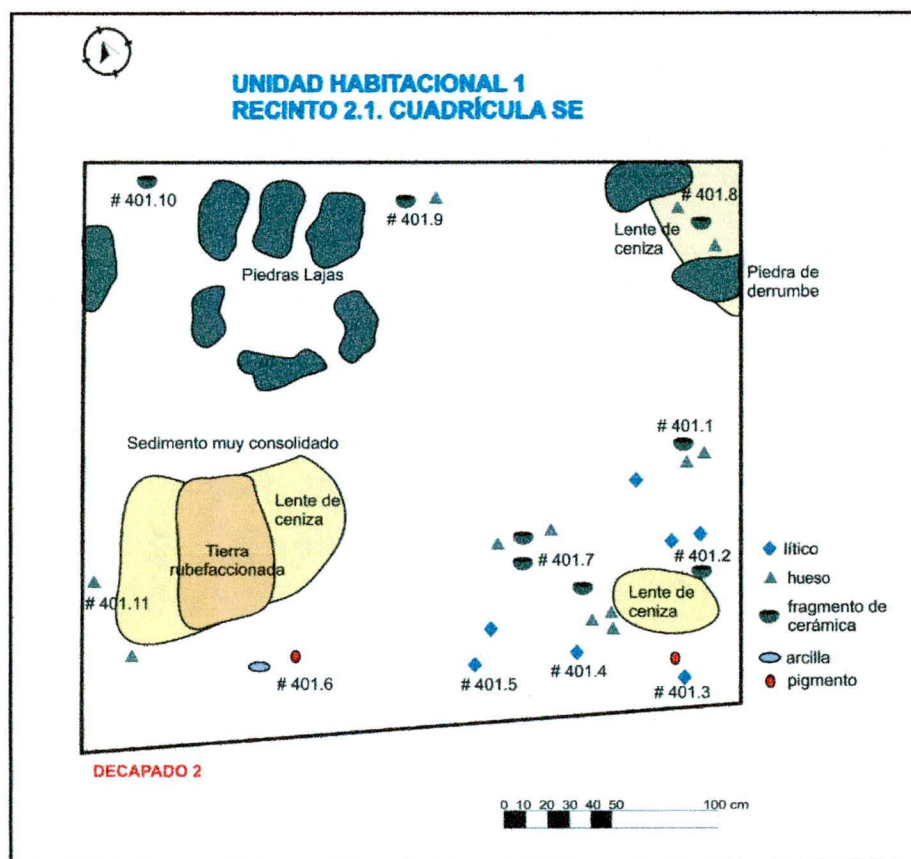 UNIDAD HABITACIONAL 1
RECINTO 2.1. CUADRÍCULA SE
# 401.10
# 401.9
# 401.8
Lente de
ceniza
Piedras Lajas
Piedra de
derrumbe
# 401.1
Sedimento muy consolidado
Lente de
ceniza
Tierra
rubefaccionada
# 401.7
# 401.2
Lente de
ceniza
# 401.11
# 401.6
# 401.5
# 401.4
# 401.3
lítico
hueso
fragmento de
cerámica
arcilla
pigmento
DECAPADO 2
0 10 20 30 40 50 100 cm